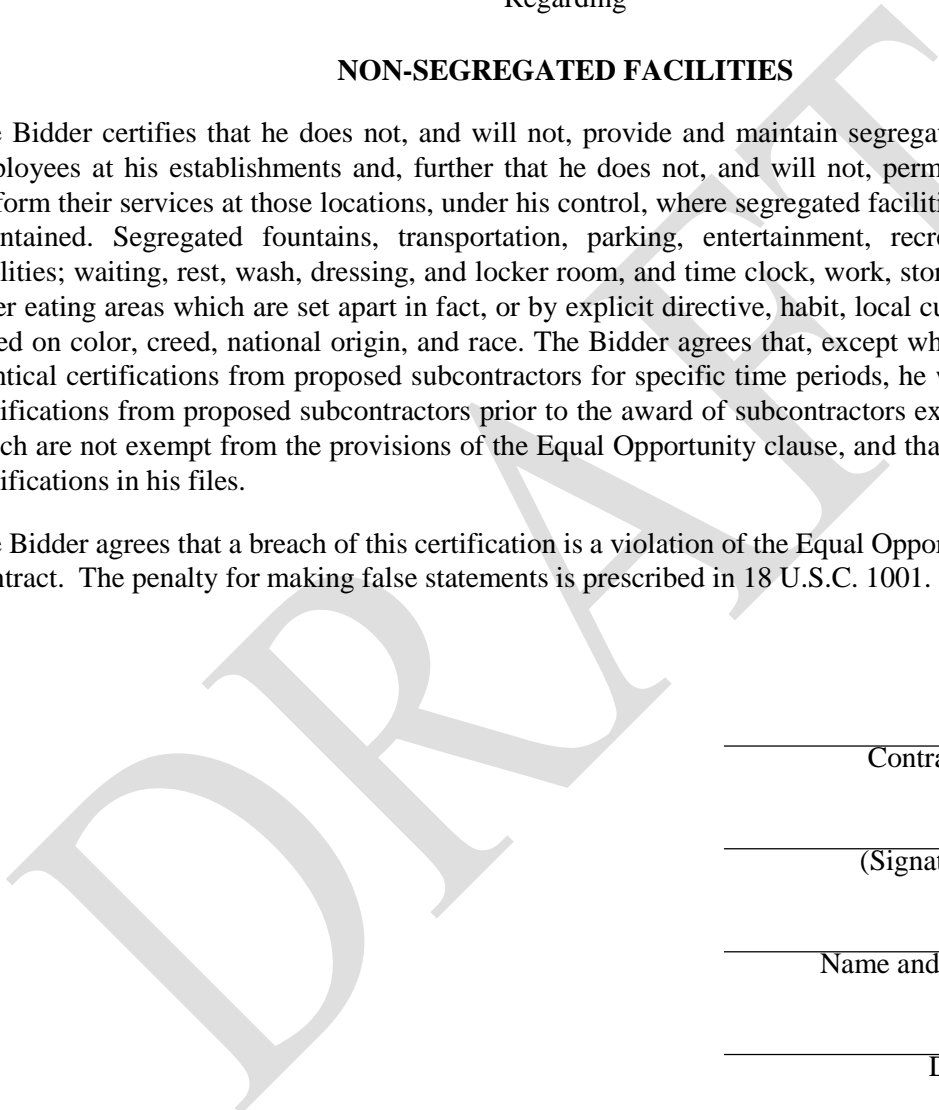 Regarding
NON-SEGREGATED FACILITIES
e Bidder certifies that he does not, and will not, provide and maintain segregat
ployees at his establishments and, further that he does not, and will not, perm
form their services at those locations, under his control, where segregated faciliti
ntained. Segregated fountains, transportation, parking, entertainment, recre
lities; waiting, rest, wash, dressing, and locker room, and time clock, work, stor
er eating areas which are set apart in fact, or by explicit directive, habit, local cu
ed on color, creed, national origin, and race. The Bidder agrees that, except wh
ntical certifications from proposed subcontractors for specific time periods, he w
ifications from proposed subcontractors prior to the award of subcontractors ex
ch are not exempt from the provisions of the Equal Opportunity clause, and tha
ifications in his files.
e Bidder agrees that a breach of this certification is a violation of the Equal Oppor
ntract. The penalty for making false statements is prescribed in 18 U.S.C. 1001.
Contra
(Signat
Name and
D
DRAFT